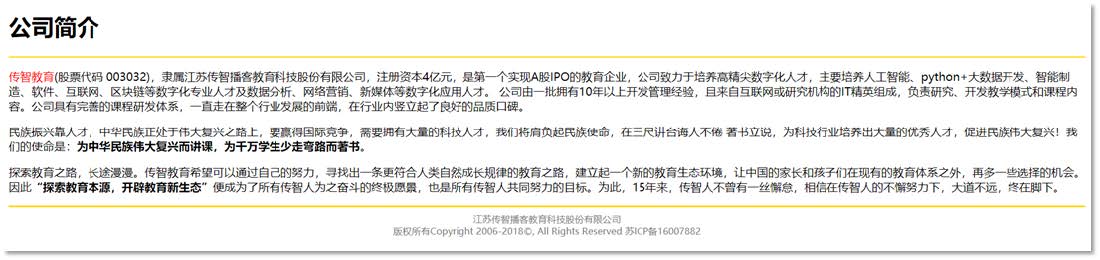 公司简介
传智教育(股票代码 003032)，隶属江苏传智播客教育科技股份有限公司，注册资本4亿元，是第一个实现A股IPO的教育企业，公司致力于培养高精尖数字化人才，主要培养人工智能、python+大数据开发、智能制
造、软件、互联网、区块链等数字化专业人才及数据分析、网络营销、新媒体等数字化应用人才。 公司由一批拥有10年以上开发管理经验，且来自互联网或研究机构的IT精英组成，负责研究、开发教学模式和课程内
容。公司具有完善的课程研发体系，一直走在整个行业发展的前端，在行业内竖立起了良好的品质口碑。
民族振兴靠人才，中华民族正处于伟大复兴之路上，要赢得国际竞争，需要拥有大量的科技人才，我们将肩负起民族使命，在三尺讲台诲人不倦 著书立说，为科技行业培养出大量的优秀人才，促进民族伟大复兴！我
们的使命是：为中华民族伟大复兴而讲课，为千万学生少走弯路而著书。
探索教育之路，长途漫漫。传智教育希望可以通过自己的努力，寻找出一条更符合人类自然成长规律的教育之路，建立起一个新的教育生态环境，让中国的家长和孩子们在现有的教育体系之外，再多一些选择的机会。
因此“探索教育本源，开辟教育新生态”便成为了所有传智人为之奋斗的终极愿景，也是所有传智人共同努力的目标。为此，15年来，传智人不曾有一丝懈怠，相信在传智人的不懈努力下，大道不远，终在脚下。
江苏传智播客教育科技股份有限公司
版权所有Copyright 2006-2018©, All Rights Reserved 苏ICP备16007882